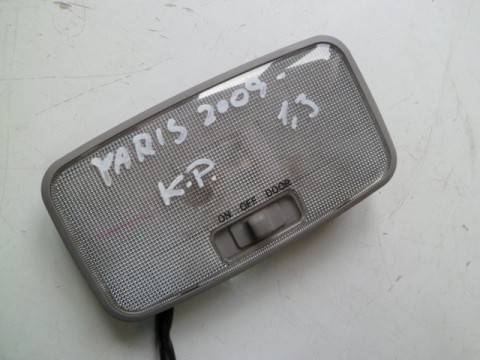 YARIS 2009-
1,3
K.P.
ON OFF DOOR